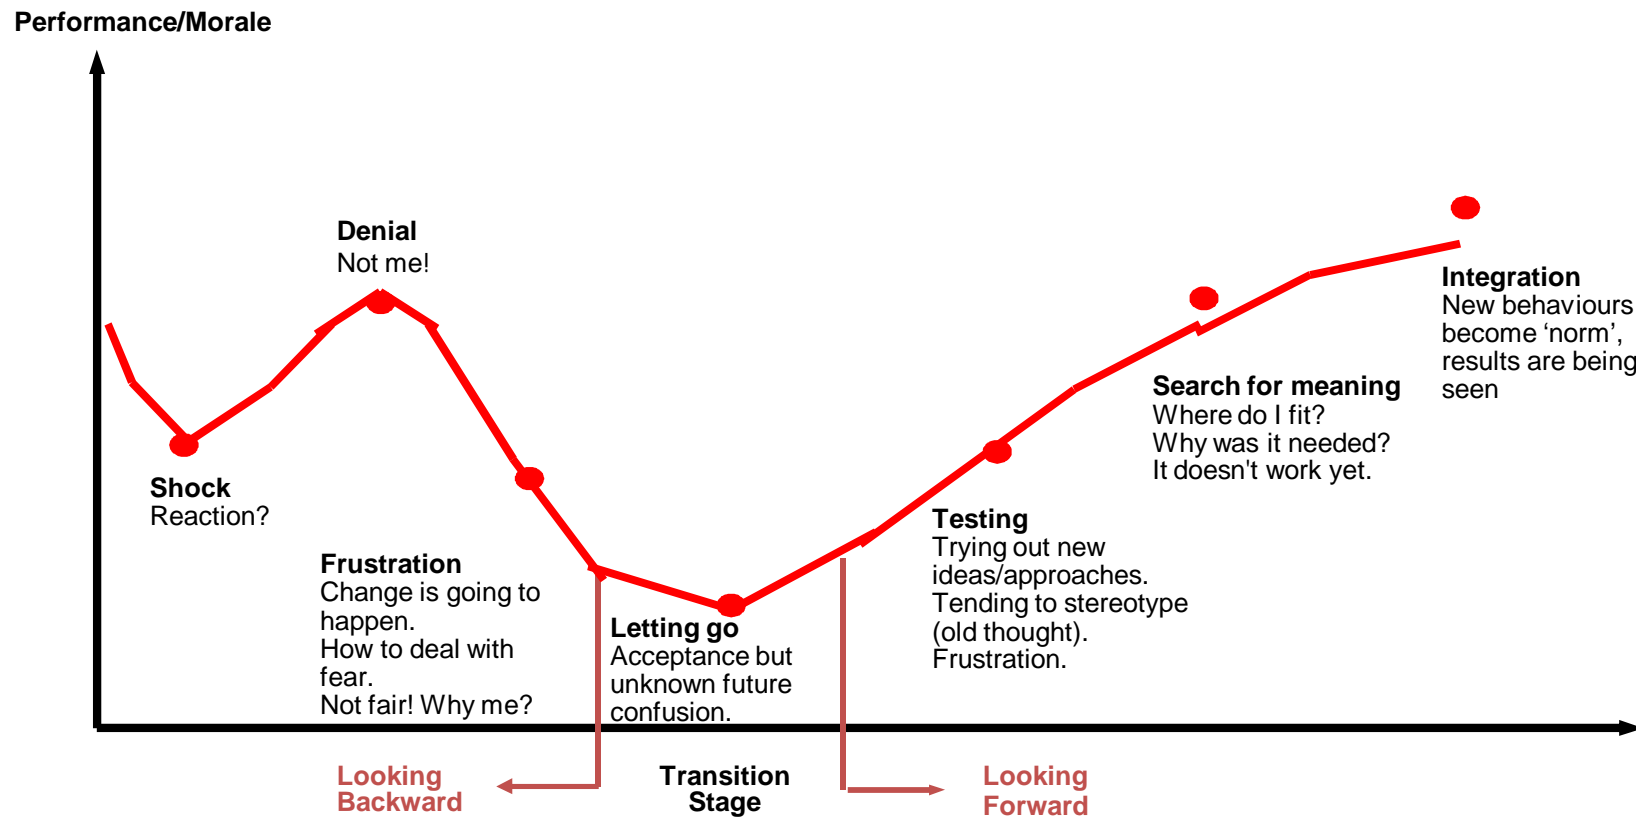 Performance/Morale
Denial
Not me!
Shock
Reaction?
Frustration
Change is going to
happen.
How to deal with
fear.
Not fair! Why me?
Letting go
Acceptance but
unknown future
confusion.
Testing
Trying out new
ideas/approaches.
Tending to stereotype
(old thought).
Frustration.
Search for meaning
Where do I fit?
Why was it needed?
It doesn't work yet.
Integration
New behaviours
become ‘norm’,
results are being
seen
Looking
Backward
Transition
Stage
Looking
Forward